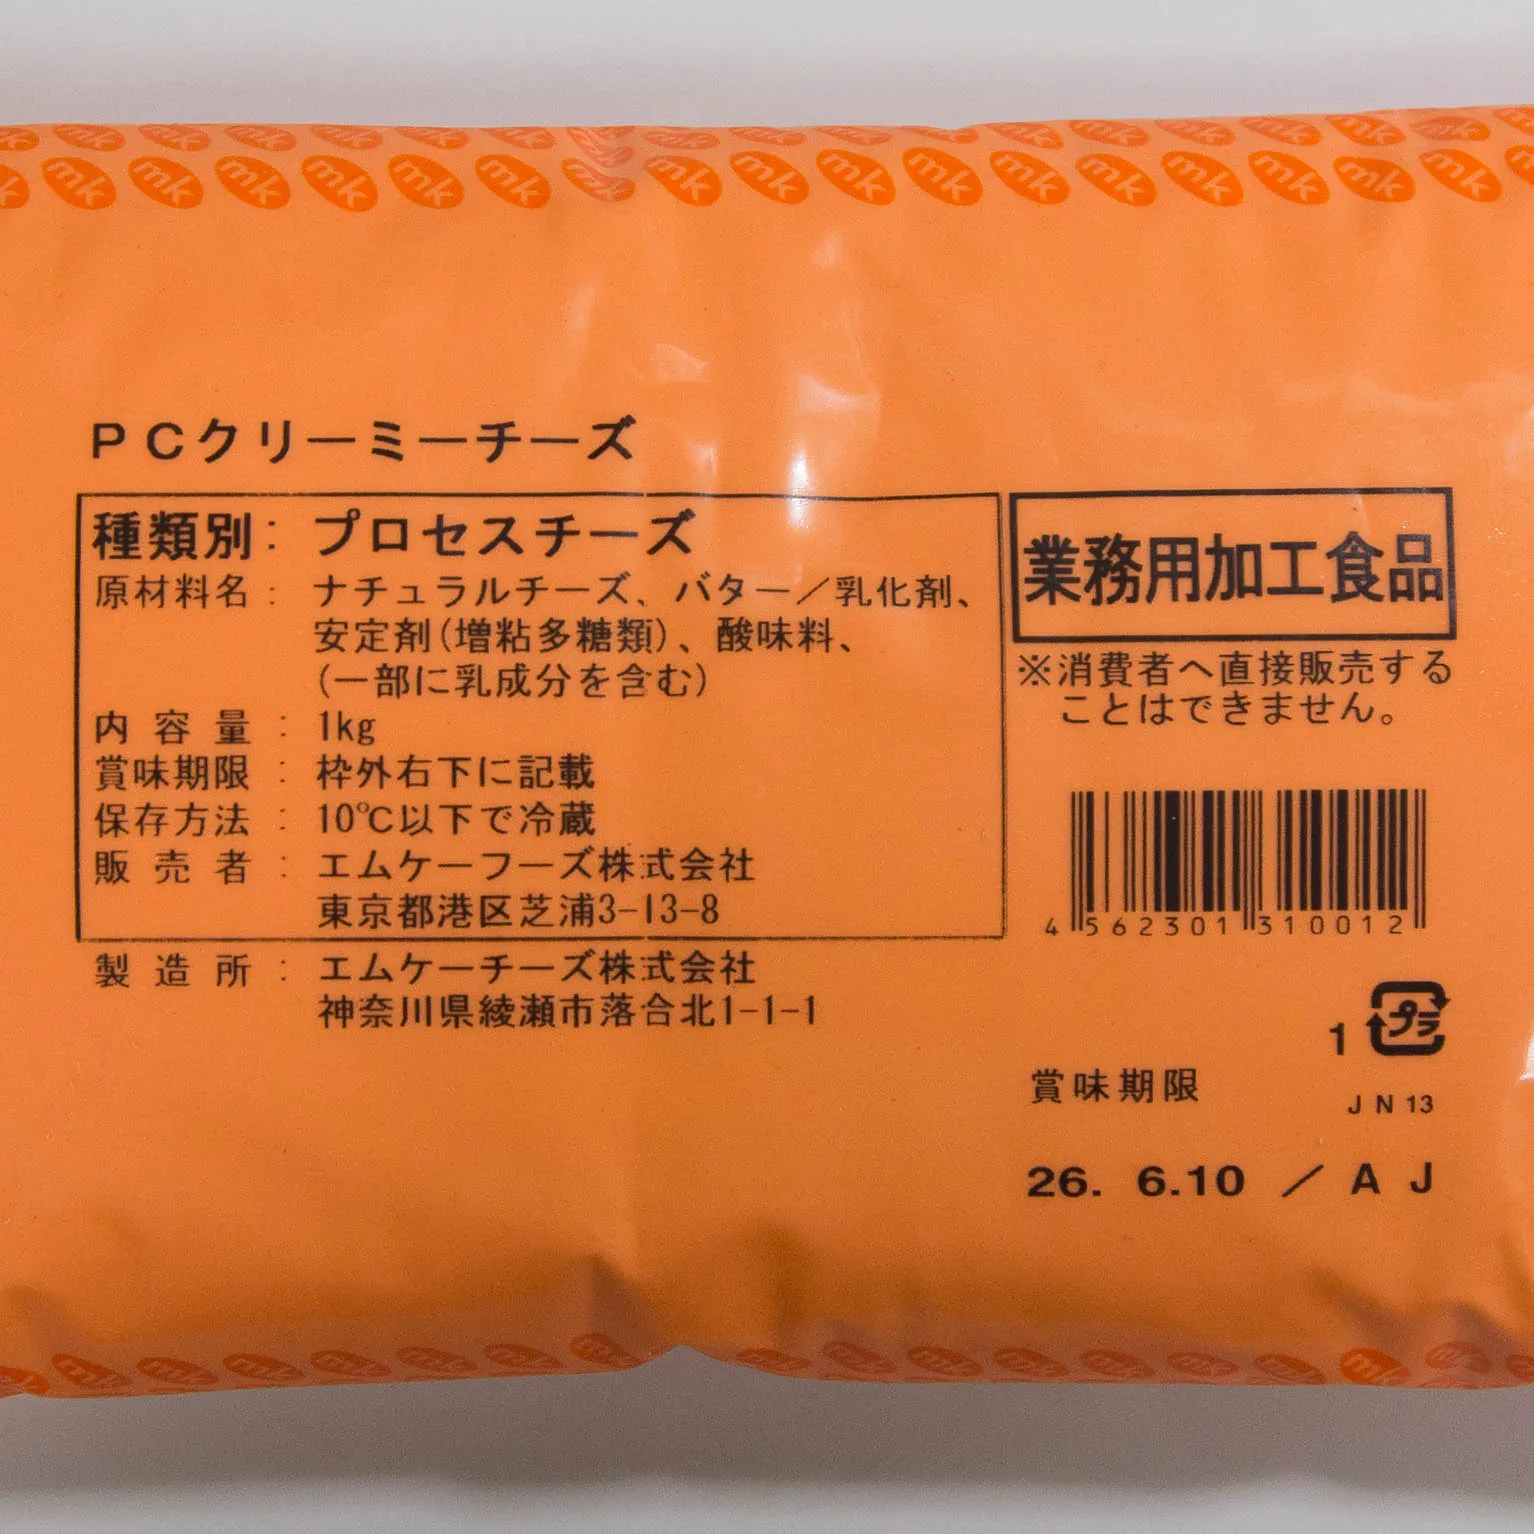 mk mk mk mk mk mk mk mk mk mk mk mk mk mk mk mk
PCクリーミーチーズ
種類別: プロセスチーズ
原材料名: ナチュラルチーズ、バター／乳化剤、
安定剤(増粘多糖類)、酸味料、
(一部に乳成分を含む)
内容量: 1kg
賞味期限: 枠外右下に記載
保存方法: 10℃以下で冷蔵
販売者: エムケーフーズ株式会社
東京都港区芝浦3-13-8
製造所: エムケーチーズ株式会社
神奈川県綾瀬市落合北1-1-1
業務用加工食品
※消費者へ直接販売する
ことはできません。
4562301310012
1 プラ
賞味期限
JN13
26. 6.10 ／AJ